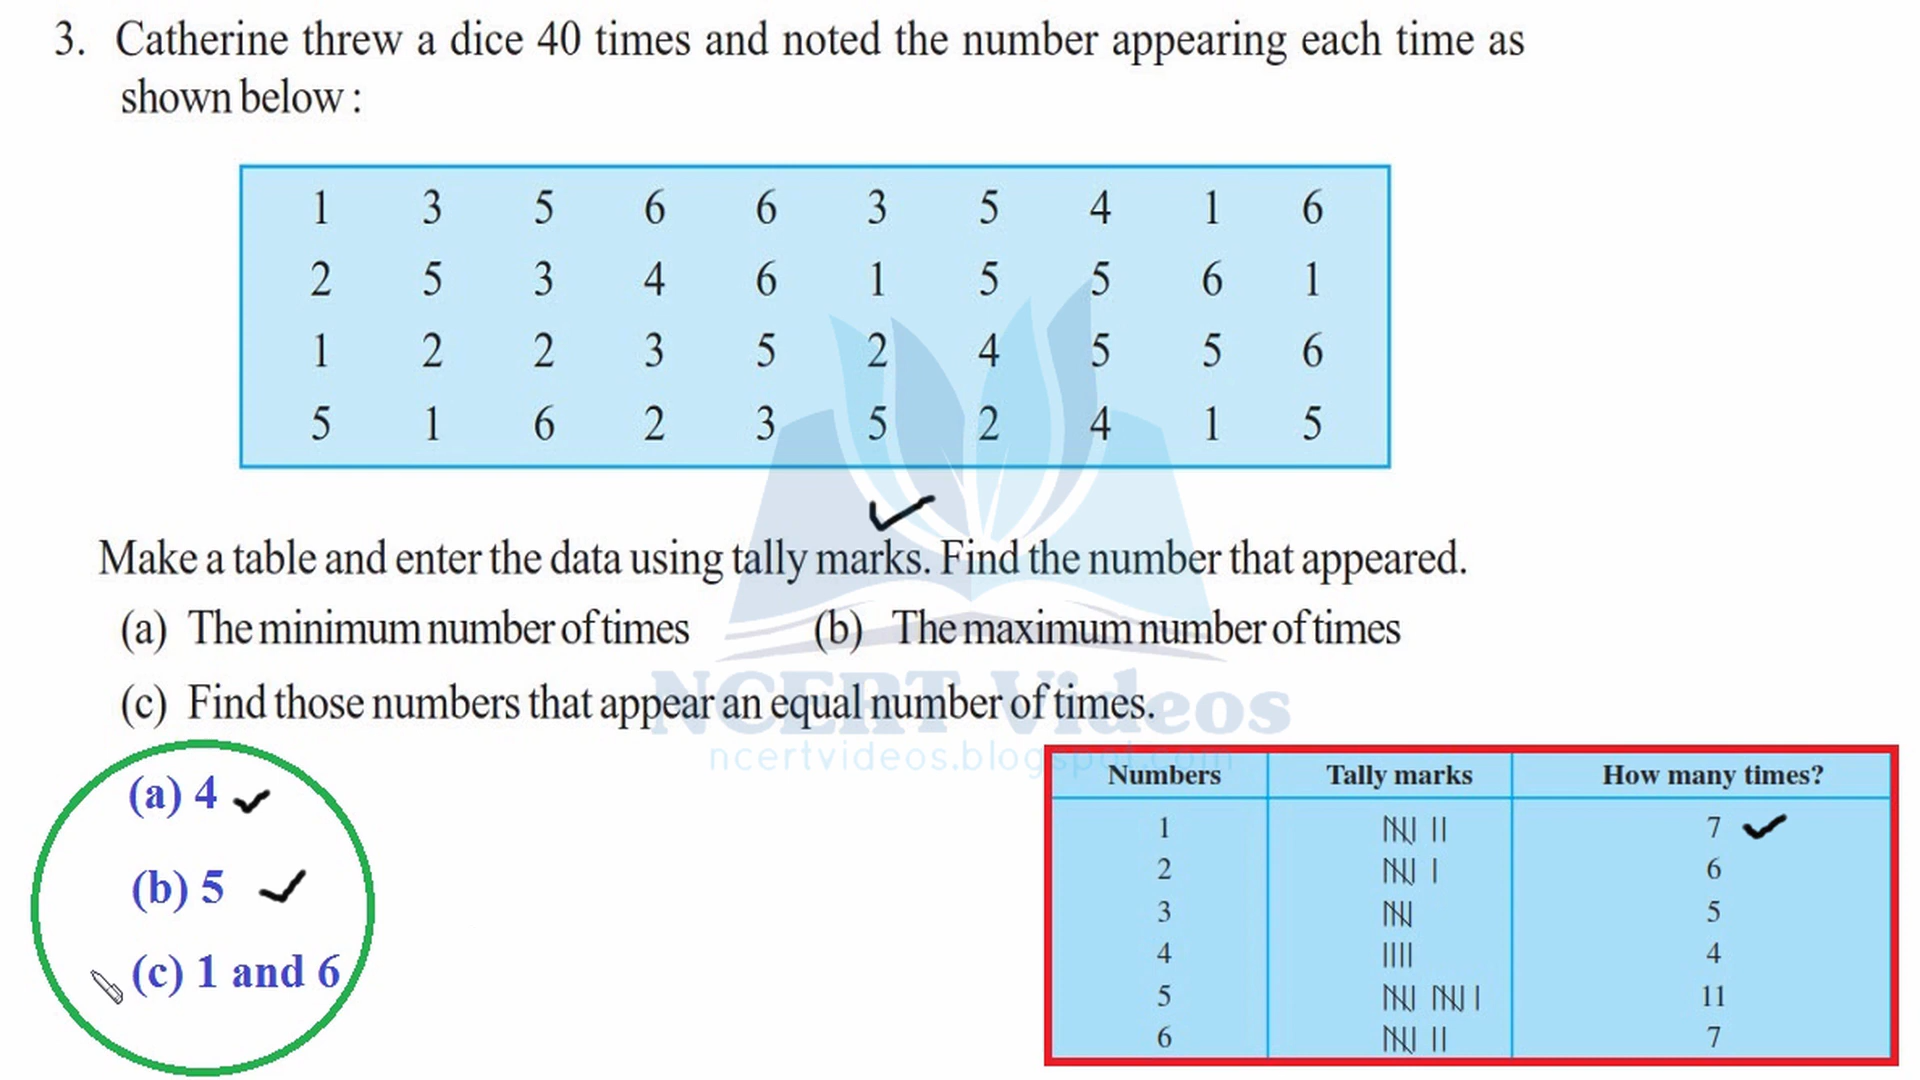 3. Catherine threw a dice 40 times and noted the number appearing each time as
shown below :
1 3 5 6 6 3 5 4 1 6
2 5 3 4 6 1 5 5 6 1
1 2 2 3 5 2 4 5 5 6
5 1 6 2 3 5 2 4 1 5
Make a table and enter the data using tally marks. Find the number that appeared.
(a) The minimum number of times (b) The maximum number of times
(c) Find those numbers that appear an equal number of times.
NCERT Videos
ncertvideos.blogspot.com
(a) 4
(b) 5
(c) 1 and 6
Numbers Tally marks How many times?
1 7
2 6
3 5
4 |||| 4
5 11
6 7